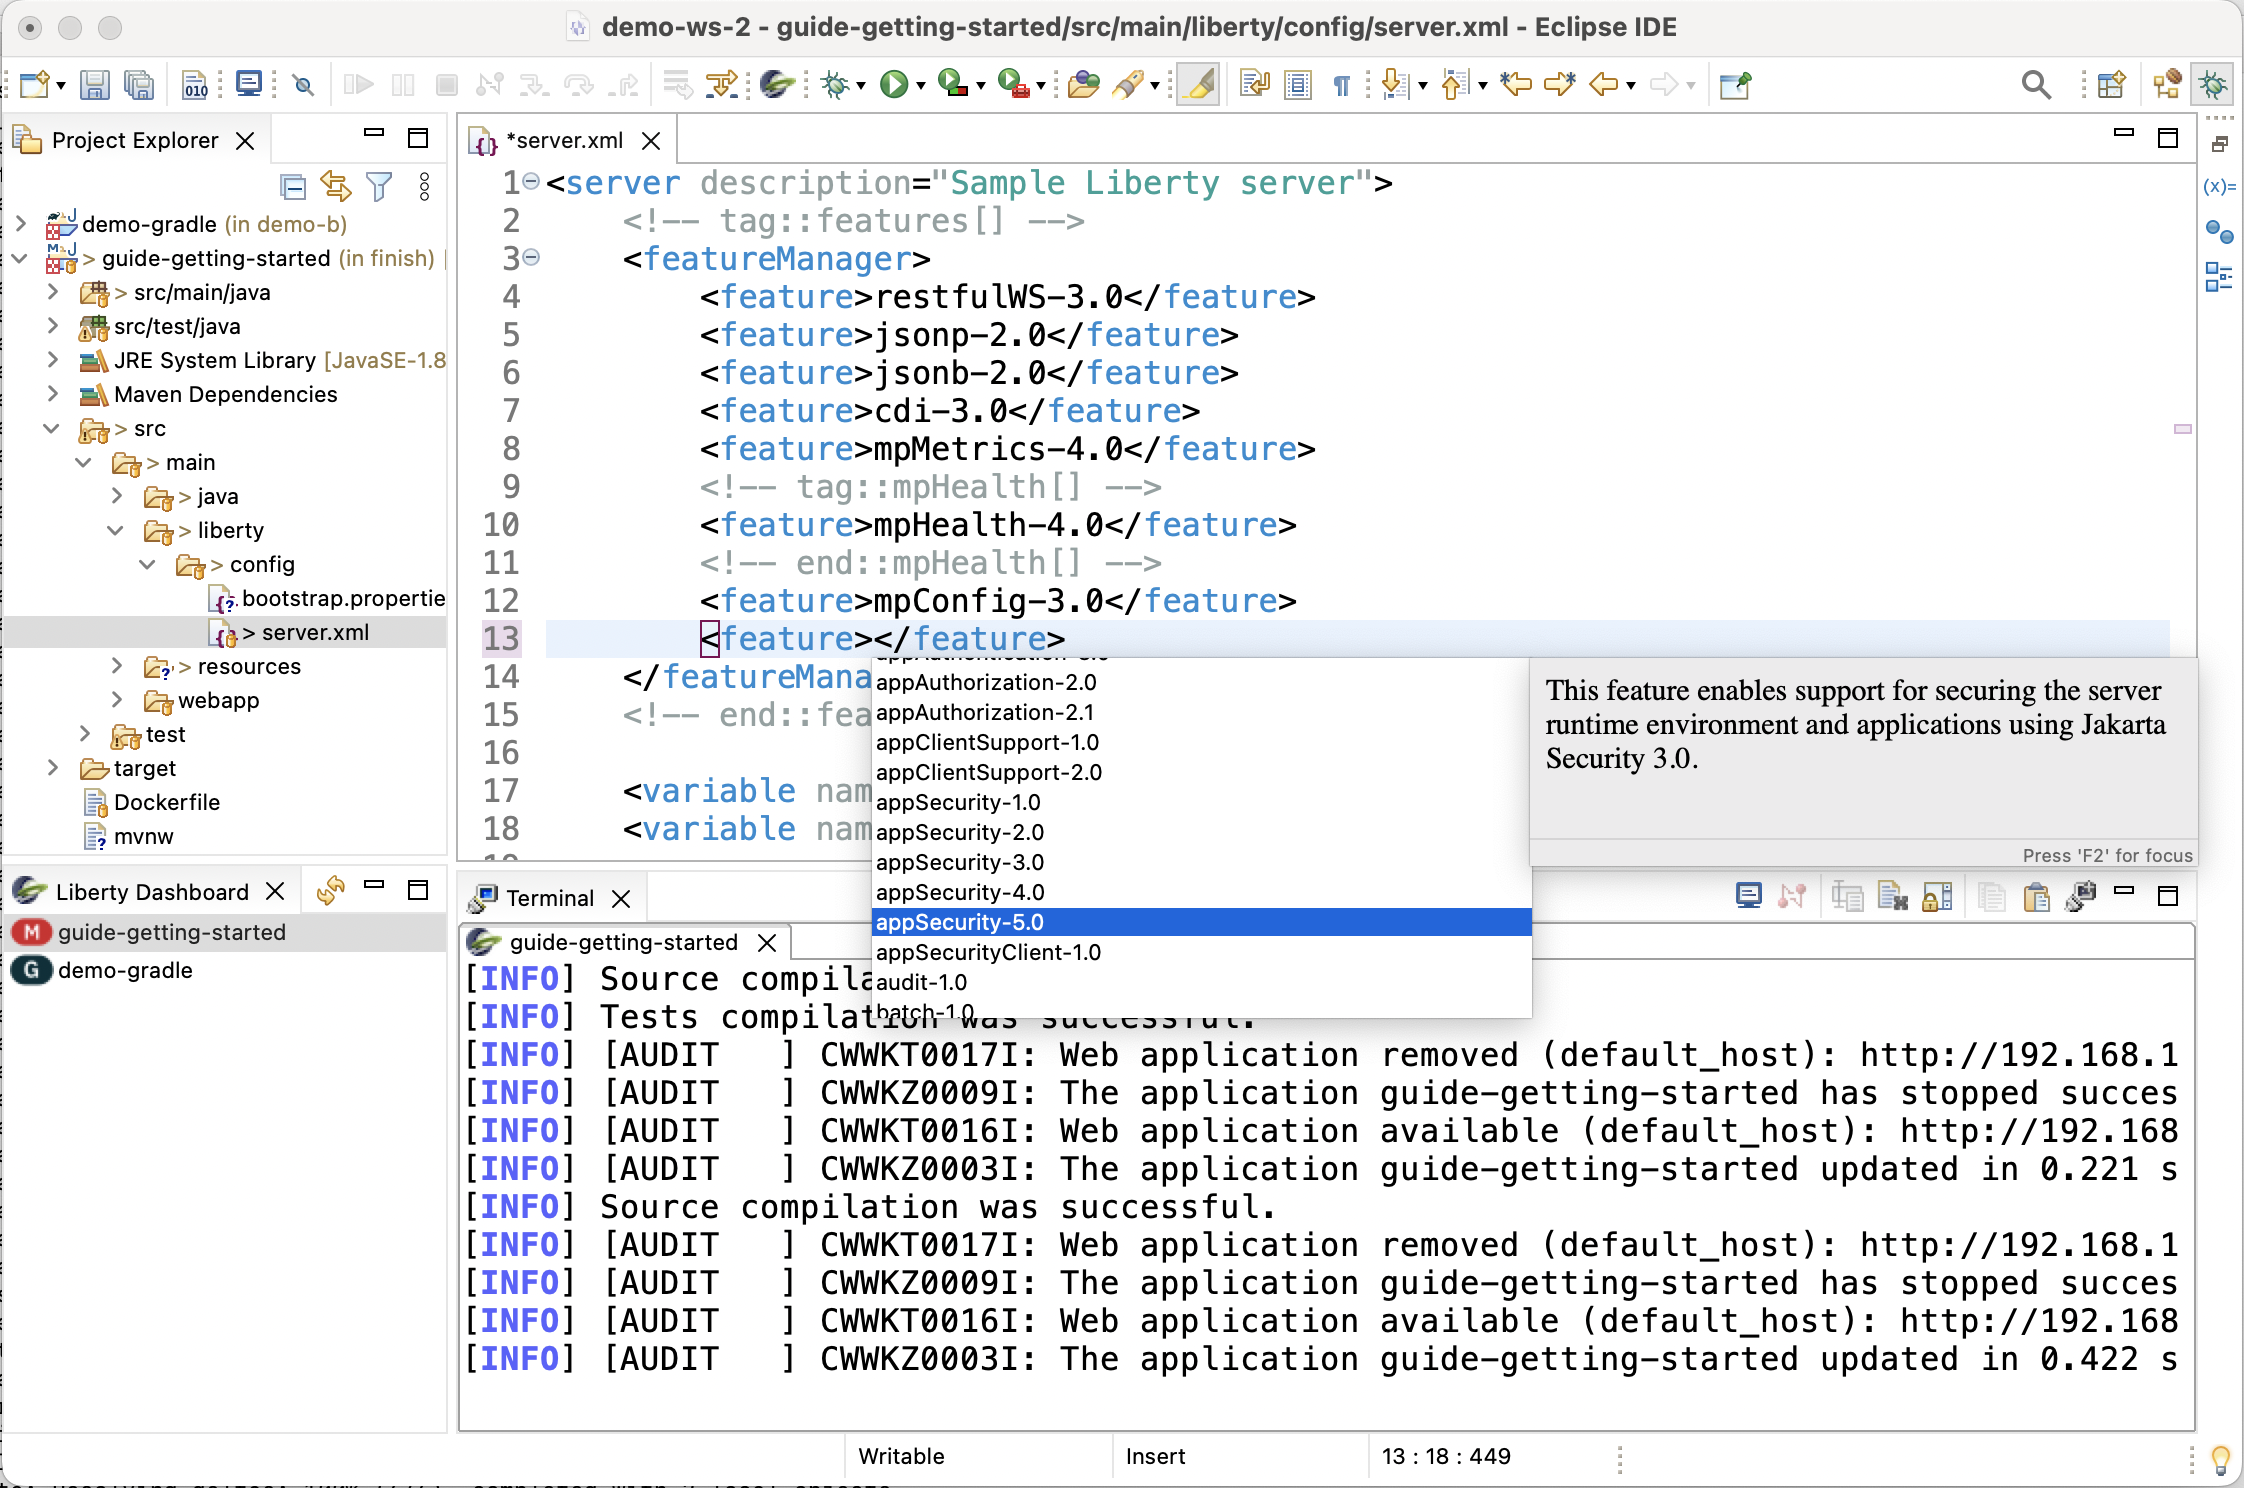 demo-ws-2 - guide-getting-started/src/main/liberty/config/server.xml - Eclipse IDE
010
Project Explorer
demo-gradle (in demo-b)
> guide-getting-started (in finish)
> src/main/java
src/test/java
JRE System Library [JavaSE-1.8
Maven Dependencies
> src
> main
> java
> liberty
> config
bootstrap.propertie
> server.xml
> resources
webapp
test
target
Dockerfile
mvnw
*server.xml
1 <server description="Sample Liberty server">
2 <!-- tag::features[] -->
3 <featureManager>
4 <feature>restfulWS-3.0</feature>
5 <feature>jsonp-2.0</feature>
6 <feature>jsonb-2.0</feature>
7 <feature>cdi-3.0</feature>
8 <feature>mpMetrics-4.0</feature>
9 <!-- tag::mpHealth[] -->
10 <feature>mpHealth-4.0</feature>
11 <!-- end::mpHealth[] -->
12 <feature>mpConfig-3.0</feature>
13 <feature></feature>
14 </featureMana
15 <!-- end::fea
16
17 <variable nam
18 <variable nam
appAuthorization-2.0
appAuthorization-2.1
appClientSupport-1.0
appClientSupport-2.0
appSecurity-1.0
appSecurity-2.0
appSecurity-3.0
appSecurity-4.0
appSecurity-5.0
appSecurityClient-1.0
audit-1.0
batch-1.0
This feature enables support for securing the server
runtime environment and applications using Jakarta
Security 3.0.
Press 'F2' for focus
(x)=
Liberty Dashboard
M guide-getting-started
G demo-gradle
Terminal
guide-getting-started
[INFO] Source compila
[INFO] Tests compilation was successful.
[INFO] [AUDIT   ] CWWKT0017I: Web application removed (default_host): http://192.168.1
[INFO] [AUDIT   ] CWWKZ0009I: The application guide-getting-started has stopped succes
[INFO] [AUDIT   ] CWWKT0016I: Web application available (default_host): http://192.168
[INFO] [AUDIT   ] CWWKZ0003I: The application guide-getting-started updated in 0.221 s
[INFO] Source compilation was successful.
[INFO] [AUDIT   ] CWWKT0017I: Web application removed (default_host): http://192.168.1
[INFO] [AUDIT   ] CWWKZ0009I: The application guide-getting-started has stopped succes
[INFO] [AUDIT   ] CWWKT0016I: Web application available (default_host): http://192.168
[INFO] [AUDIT   ] CWWKZ0003I: The application guide-getting-started updated in 0.422 s
Writable
Insert
13 : 18 : 449